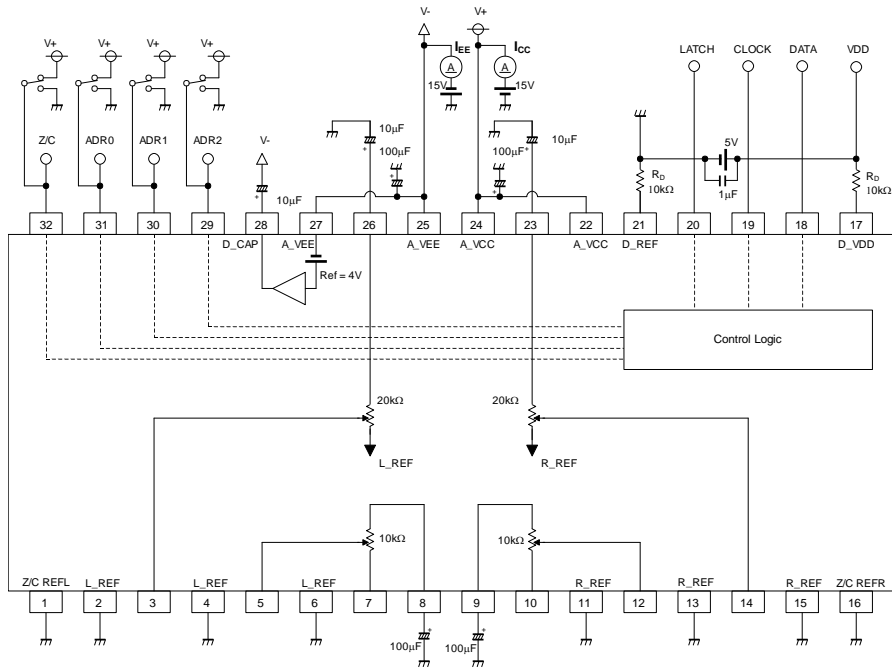 V- V+
I_EE I_CC LATCH CLOCK DATA VDD
V+ V+ V+ V+
A A
15V 15V
10μF 10μF
5V
Z/C ADR0 ADR1 ADR2 V- 100μF 100μF
R_D 10kΩ 1μF R_D 10kΩ
10μF
32 31 30 29 28 27 26 25 24 23 22 21 20 19 18 17
D_CAP A_VEE A_VEE A_VCC A_VCC D_REF D_VDD
Ref = 4V
Control Logic
20kΩ 20kΩ
L_REF R_REF
10kΩ 10kΩ
Z/C REFL L_REF L_REF L_REF R_REF R_REF R_REF Z/C REFR
1 2 3 4 5 6 7 8 9 10 11 12 13 14 15 16
+ +
100μF 100μF